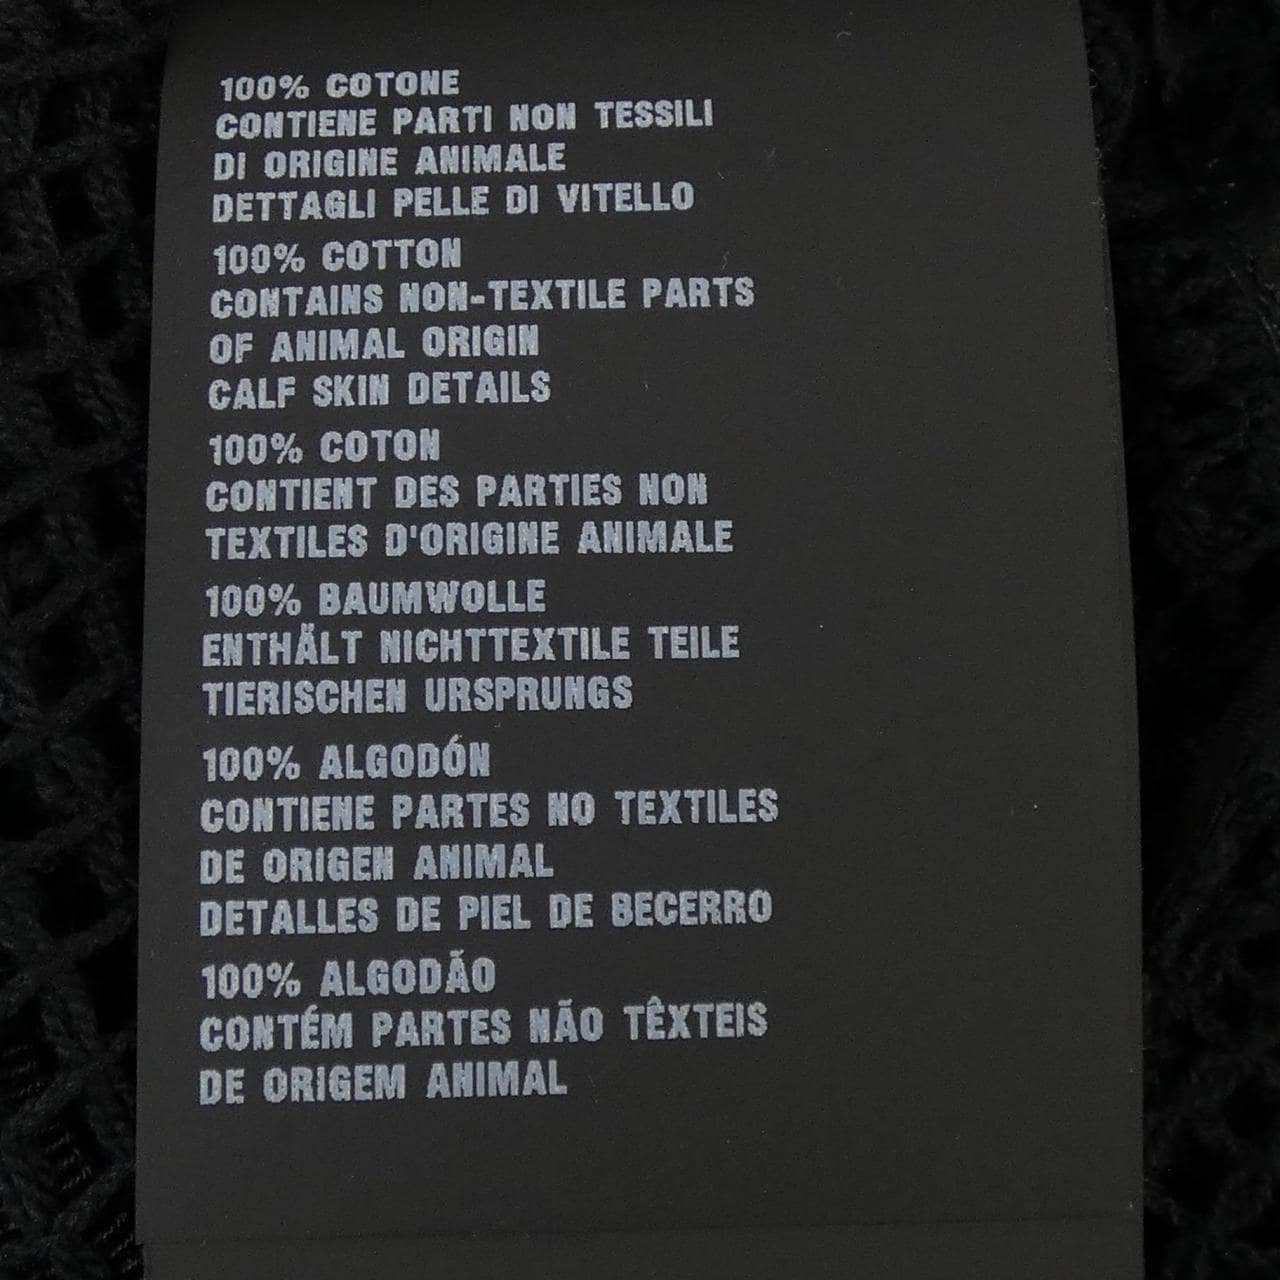 100% COTONE
CONTIENE PARTI NON TESSILI
DI ORIGINE ANIMALE
DETTAGLI PELLE DI VITELLO
100% COTTON
CONTAINS NON-TEXTILE PARTS
OF ANIMAL ORIGIN
CALF SKIN DETAILS
100% COTON
CONTIENT DES PARTIES NON
TEXTILES D'ORIGINE ANIMALE
100% BAUMWOLLE
ENTHÄLT NICHTTEXTILE TEILE
TIERISCHEN URSPRUNGS
100% ALGODÓN
CONTIENE PARTES NO TEXTILES
DE ORIGEN ANIMAL
DETALLES DE PIEL DE BECERRO
100% ALGODÃO
CONTÉM PARTES NÃO TÊXTEIS
DE ORIGEM ANIMAL